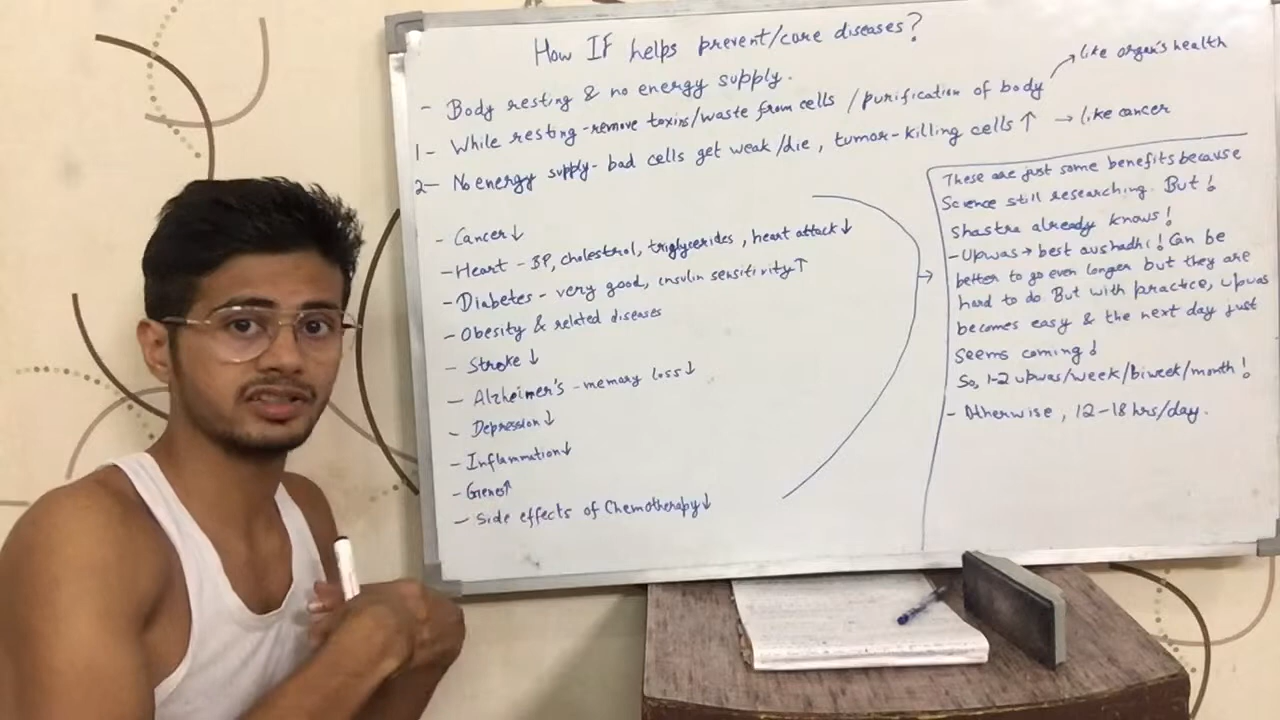 How IF helps prevent/cure diseases?
- Body resting & no energy supply.
1- While resting - remove toxins/waste from cells / purification of body → like organ's health
2- No energy supply - bad cells get weak/die, tumor-killing cells ↑ → like cancer
- Cancer ↓
- Heart - BP, cholestrol, triglycerides, heart attack ↓
- Diabetes - very good, insulin sensitivity ↑
- Obesity & related diseases
- Stroke ↓
- Alzheimer's - memory loss ↓
- Depression ↓
- Inflammation ↓
- Genes ↑
- Side effects of Chemotherapy ↓
These are just some benefits because
Science still researching. But!
Shastra already knows!
- Upwas → best aushadhi! Can be
better to go even longer but they are
hard to do. But with practice, upwas
becomes easy & the next day just
seems coming!
So, 1-2 upwas/week/biweek/month!
- Otherwise, 12-18 hrs/day.